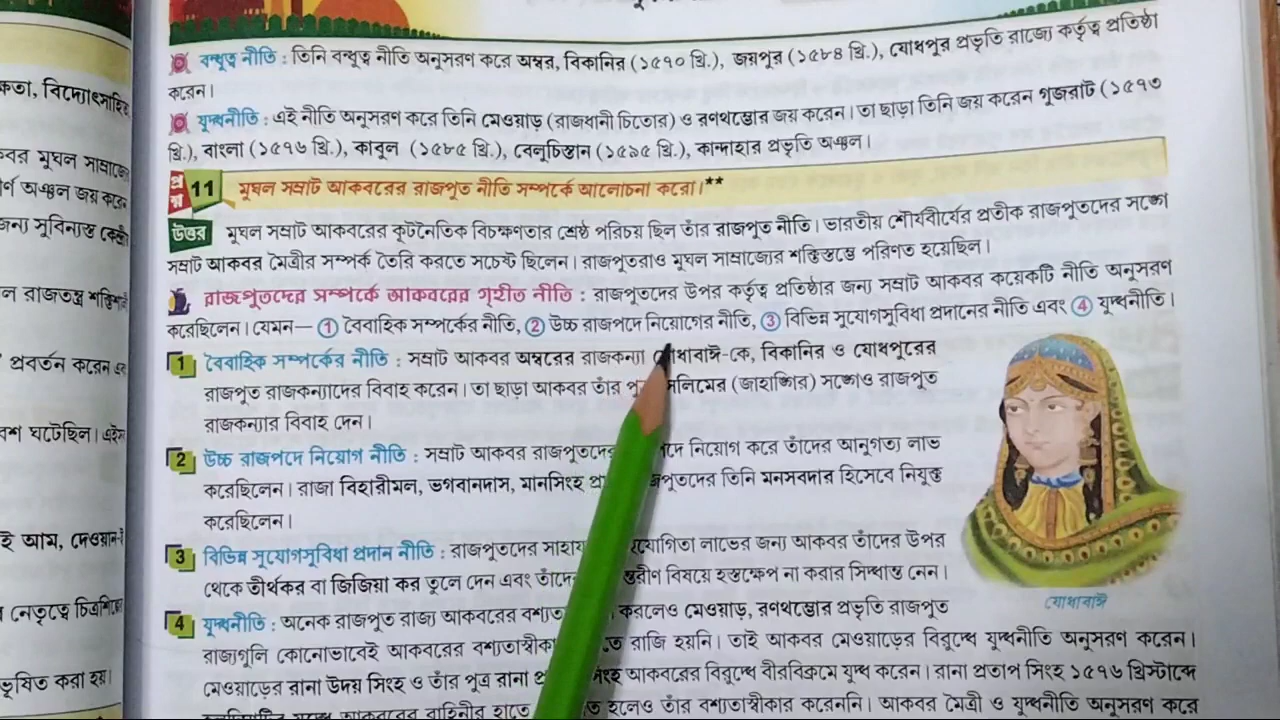 বন্ধুত্ব নীতি : তিনি বন্ধুত্ব নীতি অনুসরণ করে অম্বর, বিকানির (১৫৭০ খ্রি.), জয়পুর (১৫৮৪ খ্রি.), যোধপুর প্রভৃতি রাজ্যে কর্তৃত্ব প্রতিষ্ঠা
করেন।
যুদ্ধনীতি : এই নীতি অনুসরণ করে তিনি মেওয়াড় (রাজধানী চিতোর) ও রণথম্ভোর জয় করেন। তা ছাড়া তিনি জয় করেন গুজরাট (১৫৭৩
খ্রি.), বাংলা (১৫৭৬ খ্রি.), কাবুল (১৫৮৫ খ্রি.), বেলুচিস্তান (১৫৯৫ খ্রি.), কান্দাহার প্রভৃতি অঞ্চল।
প্রশ্ন 11 মুঘল সম্রাট আকবরের রাজপুত নীতি সম্পর্কে আলোচনা করো।**
উত্তর মুঘল সম্রাট আকবরের কূটনৈতিক বিচক্ষণতার শ্রেষ্ঠ পরিচয় ছিল তাঁর রাজপুত নীতি। ভারতীয় শৌর্যবীর্যের প্রতীক রাজপুতদের সঙ্গে
সম্রাট আকবর মৈত্রীর সম্পর্ক তৈরি করতে সচেষ্ট ছিলেন। রাজপুতরাও মুঘল সাম্রাজ্যের শক্তিস্তম্ভে পরিণত হয়েছিল।
রাজপুতদের সম্পর্কে আকবরের গৃহীত নীতি : রাজপুতদের উপর কর্তৃত্ব প্রতিষ্ঠার জন্য সম্রাট আকবর কয়েকটি নীতি অনুসরণ
করেছিলেন। যেমন— ① বৈবাহিক সম্পর্কের নীতি, ② উচ্চ রাজপদে নিয়োগের নীতি, ③ বিভিন্ন সুযোগসুবিধা প্রদানের নীতি এবং ④ যুদ্ধনীতি।
1 বৈবাহিক সম্পর্কের নীতি : সম্রাট আকবর অম্বরের রাজকন্যা যোধাবাঈ-কে, বিকানির ও যোধপুরের
রাজপুত রাজকন্যাদের বিবাহ করেন। তা ছাড়া আকবর তাঁর সেলিমের (জাহাঙ্গির) সঙ্গেও রাজপুত
রাজকন্যার বিবাহ দেন।
2 উচ্চ রাজপদে নিয়োগ নীতি : সম্রাট আকবর রাজপুতদের নিয়োগ করে তাঁদের আনুগত্য লাভ
করেছিলেন। রাজা বিহারীমল, ভগবানদাস, মানসিংহ রাজপুতদের তিনি মনসবদার হিসেবে নিযুক্ত
করেছিলেন।
3 বিভিন্ন সুযোগসুবিধা প্রদান নীতি : রাজপুতদের লাভের জন্য আকবর তাঁদের উপর
থেকে তীর্থকর বা জিজিয়া কর তুলে দেন এবং বিষয়ে হস্তক্ষেপ না করার সিদ্ধান্ত নেন।
4 যুদ্ধনীতি : অনেক রাজপুত রাজ্য আকবরের করলেও মেওয়াড়, রণথম্ভোর প্রভৃতি রাজপুত
রাজ্যগুলি কোনোভাবেই আকবরের রাজি হয়নি। তাই আকবর মেওয়াড়ের বিরুদ্ধে যুদ্ধনীতি অনুসরণ করেন।
মেওয়াড়ের রানা উদয় সিংহ ও তাঁর পুত্র রানা আকবরের বিরুদ্ধে বীরবিক্রমে যুদ্ধ করেন। রানা প্রতাপ সিংহ ১৫৭৬ খ্রিস্টাব্দে
আকবরের বাহিনীর হাতে হলেও তাঁর বশ্যতাস্বীকার করেননি। আকবর মৈত্রী ও যুদ্ধনীতি অনুসরণ করে
যোধাবাঈ